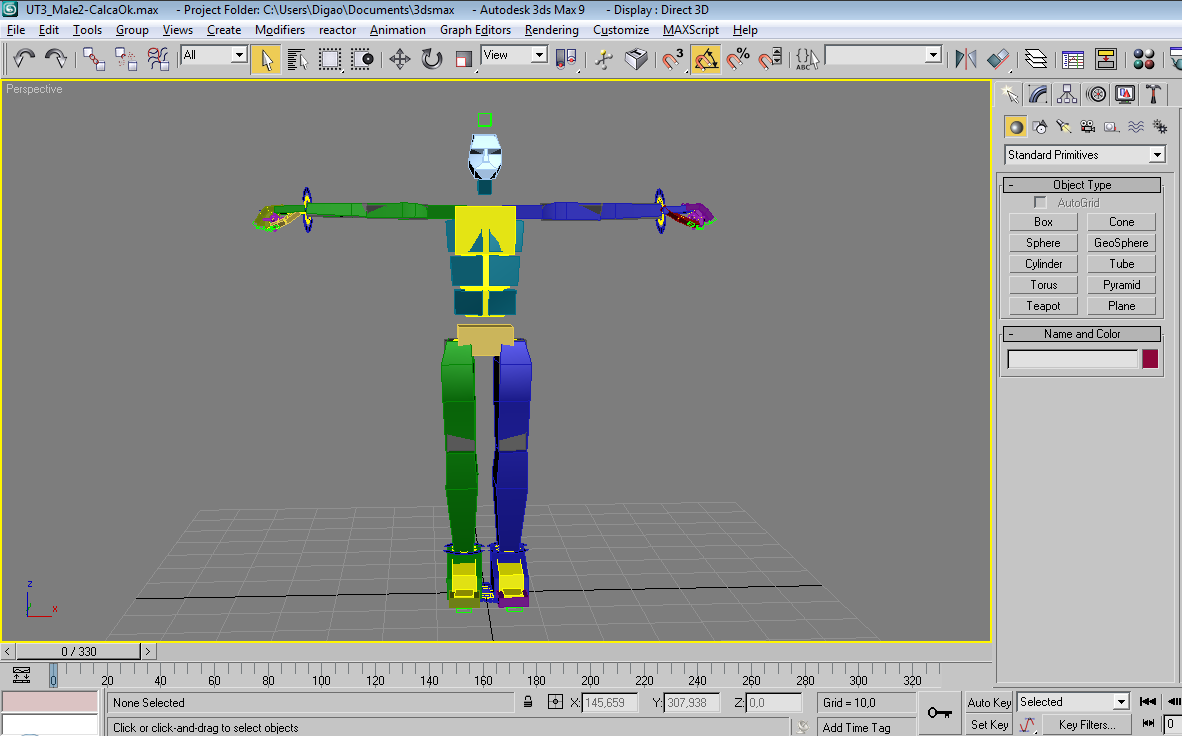 UT3_Male2-CalcaOk.max - Project Folder: C:\Users\Digao\Documents\3dsmax - Autodesk 3ds Max 9 - Display : Direct 3D
File Edit Tools Group Views Create Modifiers reactor Animation Graph Editors Rendering Customize MAXScript Help
All View 3 % ABC
Perspective
Standard Primitives
- Object Type
AutoGrid
Box Cone
Sphere GeoSphere
Cylinder Tube
Torus Pyramid
Teapot Plane
- Name and Color
z
y x
< 0 / 330 >
0 20 40 60 80 100 120 140 160 180 200 220 240 260 280 300 320
None Selected X: 145,659 Y: 307,938 Z: 0,0 Grid = 10,0 Auto Key Selected
Click or click-and-drag to select objects Add Time Tag Set Key Key Filters... 0